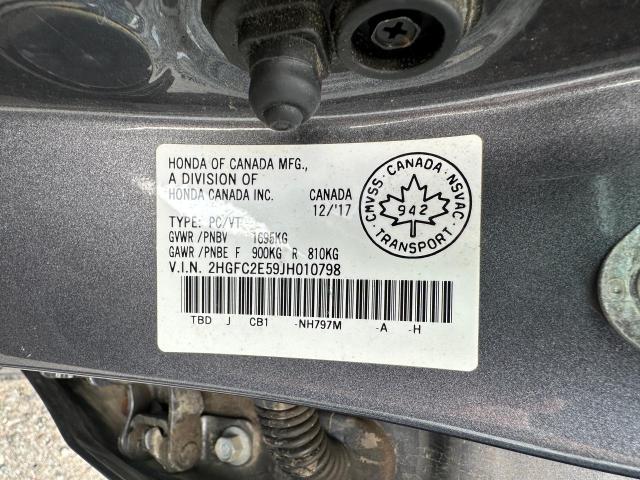 HONDA OF CANADA MFG.,
A DIVISION OF
HONDA CANADA INC. CANADA
12/'17
TYPE: PC/VT
GVWR/PNBV 1695KG
GAWR/PNBE F 900KG R 810KG
V.I.N. 2HGFC2E59JH010798
TBD J CB1 -NH797M -A -H
CMVSS · CANADA · NSVAC
942
TRANSPORT